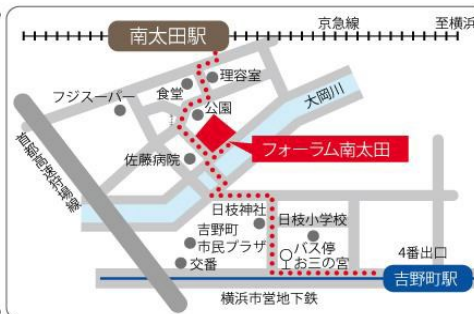 南太田駅
京急線
至横浜
理容室
食堂
フジスーパー
公園
大岡川
フォーラム南太田
佐藤病院
首都高速狩場線
日枝神社
日枝小学校
吉野町
市民プラザ
バス停
お三の宮
4番出口
交番
吉野町駅
横浜市営地下鉄